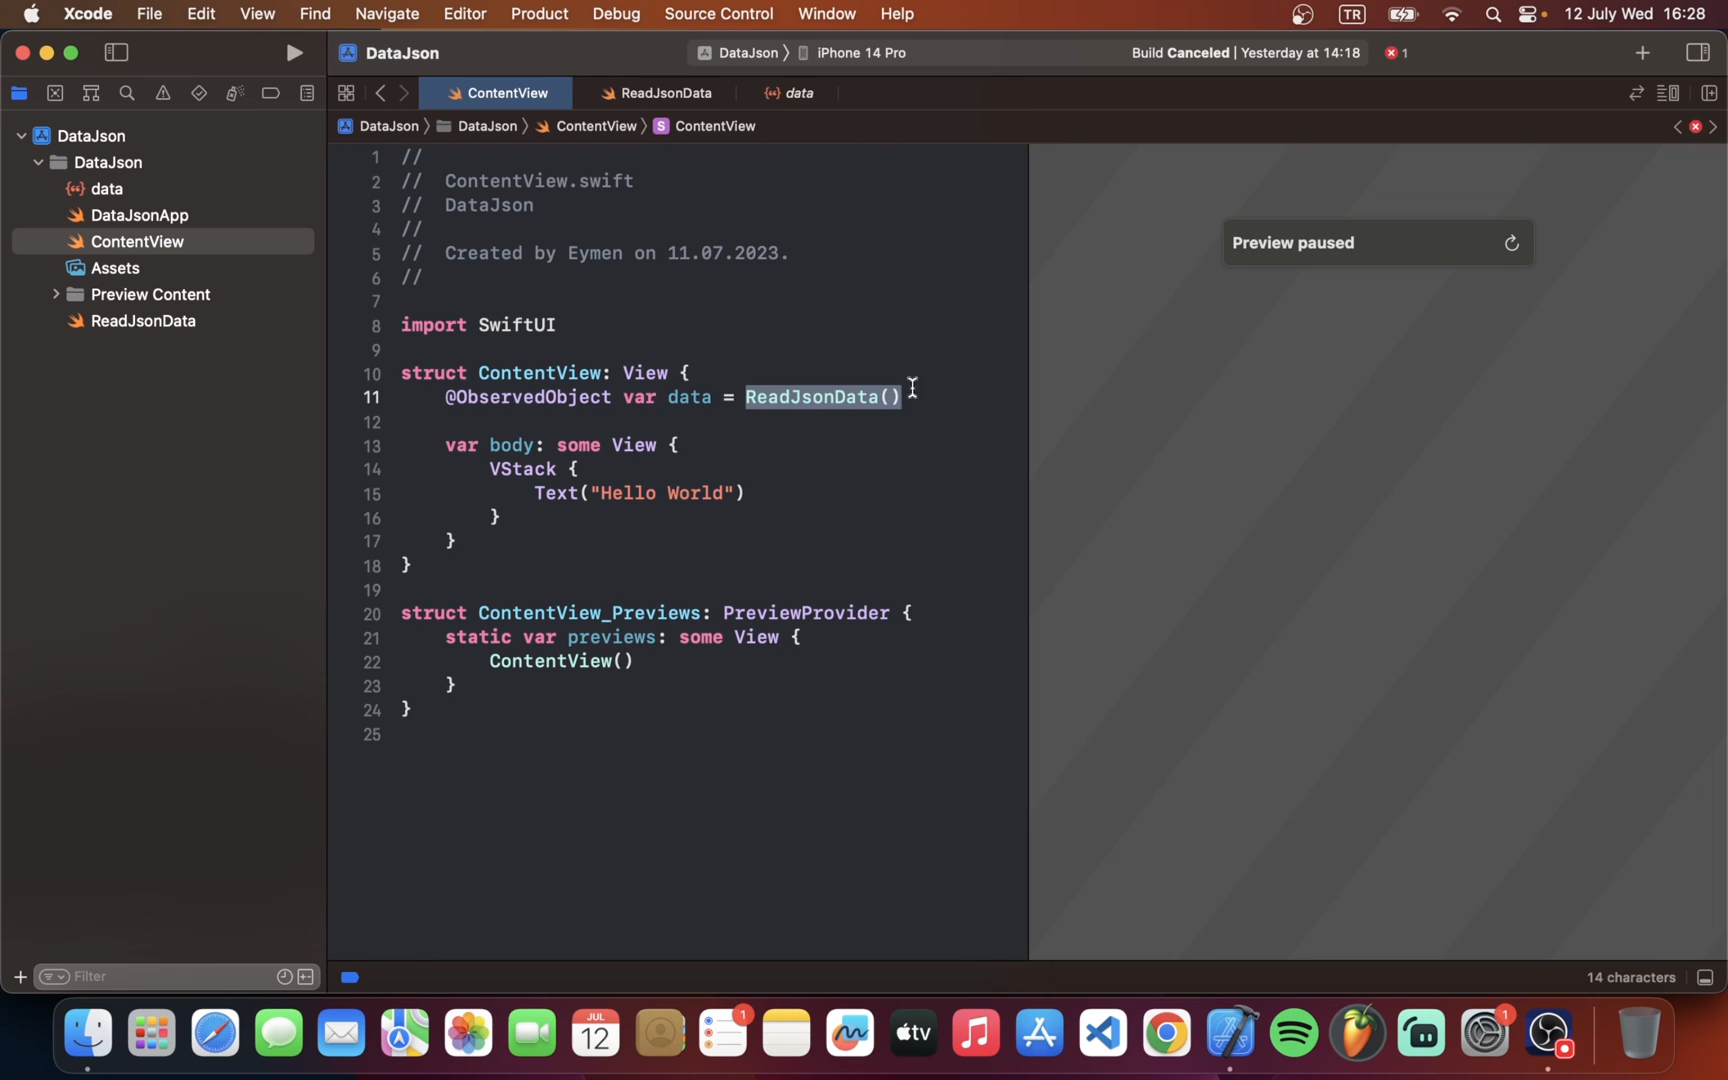 Xcode File Edit View Find Navigate Editor Product Debug Source Control Window Help TR 12 July Wed 16:28
DataJson DataJson iPhone 14 Pro Build Canceled | Yesterday at 14:18 1
ContentView ReadJsonData data
DataJson DataJson ContentView S ContentView
DataJson
DataJson
data
DataJsonApp
ContentView
Assets
Preview Content
ReadJsonData
1 //
2 // ContentView.swift
3 // DataJson
4 //
5 // Created by Eymen on 11.07.2023.
6 //
7
8 import SwiftUI
9
10 struct ContentView: View {
11 @ObservedObject var data = ReadJsonData()
12
13 var body: some View {
14 VStack {
15 Text("Hello World")
16 }
17 }
18 }
19
20 struct ContentView_Previews: PreviewProvider {
21 static var previews: some View {
22 ContentView()
23 }
24 }
25
Preview paused
Filter
14 characters
JUL
12
1
tv
1